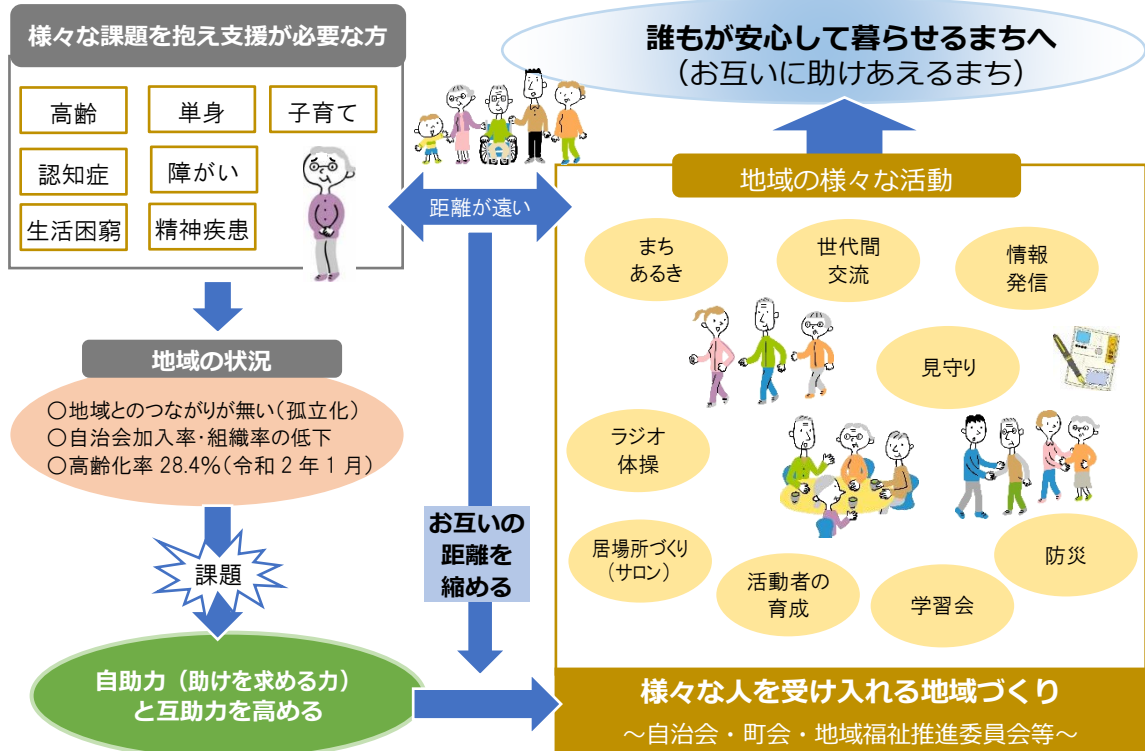 様々な課題を抱え支援が必要な方
高齢
単身
子育て
認知症
障がい
生活困窮
精神疾患
地域の状況
○地域とのつながりが無い(孤立化)
○自治会加入率・組織率の低下
○高齢化率 28.4%(令和2年1月)
課題
自助力（助けを求める力）
と互助力を高める
距離が遠い
お互いの
距離を
縮める
誰もが安心して暮らせるまちへ
（お互いに助けあえるまち）
地域の様々な活動
まち
あるき
世代間
交流
情報
発信
見守り
ラジオ
体操
居場所づくり
(サロン)
活動者の
育成
学習会
防災
様々な人を受け入れる地域づくり
～自治会・町会・地域福祉推進委員会等～